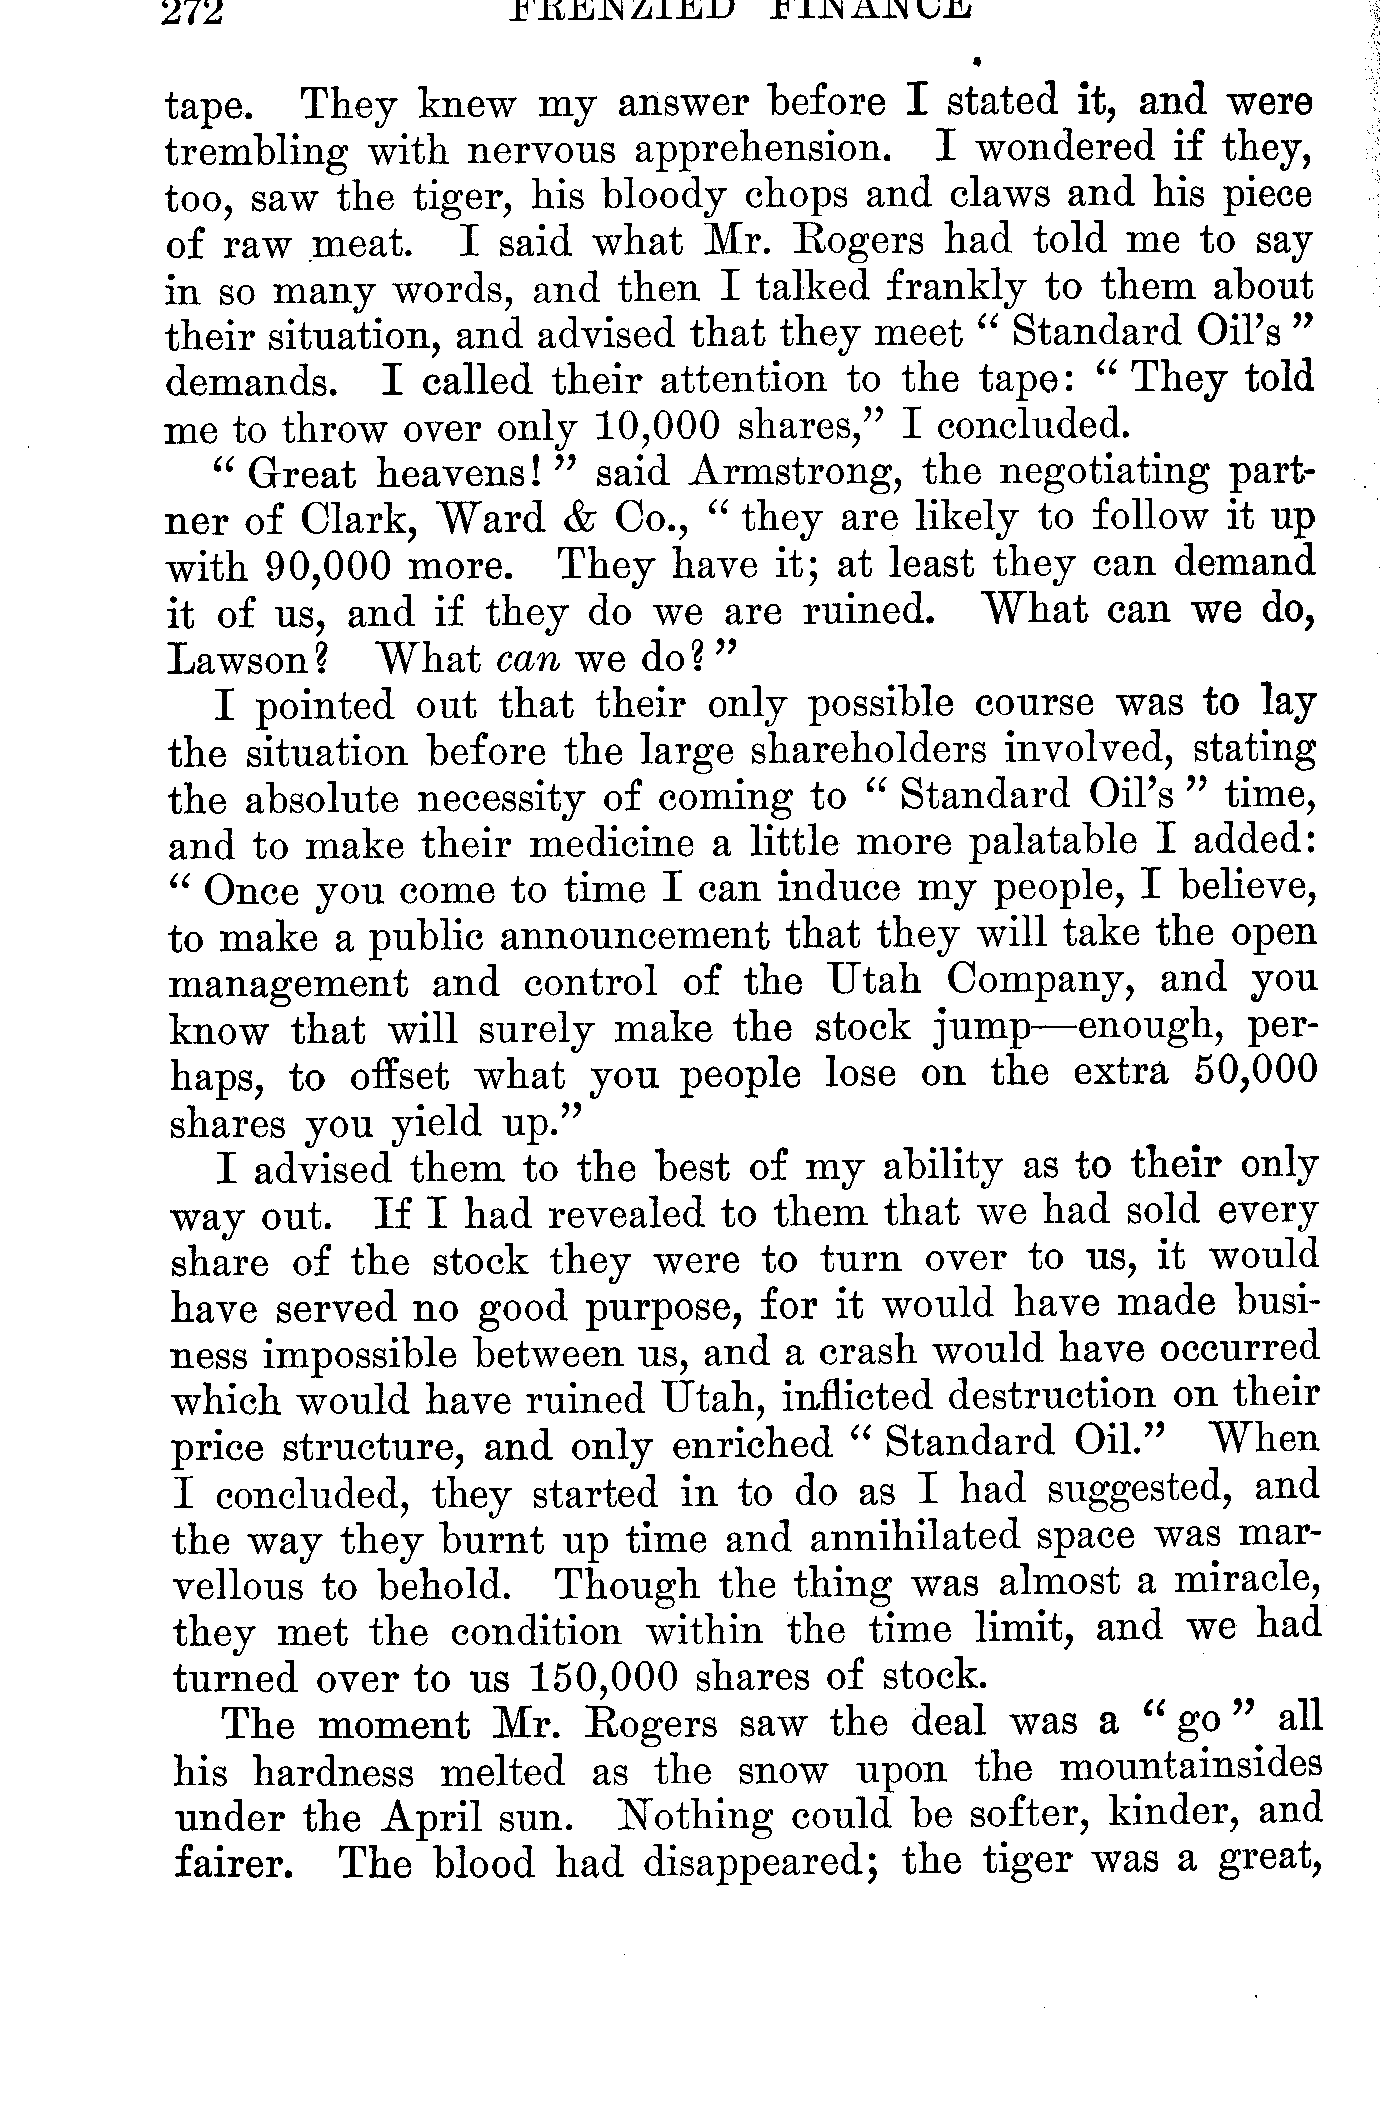 272 FRENZIED FINANCE
tape. They knew my answer before I stated it, and were
trembling with nervous apprehension. I wondered if they,
too, saw the tiger, his bloody chops and claws and his piece
of raw meat. I said what Mr. Rogers had told me to say
in so many words, and then I talked frankly to them about
their situation, and advised that they meet “ Standard Oil’s ”
demands. I called their attention to the tape: “ They told
me to throw over only 10,000 shares,” I concluded.
“ Great heavens! ” said Armstrong, the negotiating part-
ner of Clark, Ward & Co., “ they are likely to follow it up
with 90,000 more. They have it; at least they can demand
it of us, and if they do we are ruined. What can we do,
Lawson? What can we do? ”
I pointed out that their only possible course was to lay
the situation before the large shareholders involved, stating
the absolute necessity of coming to “ Standard Oil’s ” time,
and to make their medicine a little more palatable I added:
“ Once you come to time I can induce my people, I believe,
to make a public announcement that they will take the open
management and control of the Utah Company, and you
know that will surely make the stock jump—enough, per-
haps, to offset what you people lose on the extra 50,000
shares you yield up.”
I advised them to the best of my ability as to their only
way out. If I had revealed to them that we had sold every
share of the stock they were to turn over to us, it would
have served no good purpose, for it would have made busi-
ness impossible between us, and a crash would have occurred
which would have ruined Utah, inflicted destruction on their
price structure, and only enriched “ Standard Oil.” When
I concluded, they started in to do as I had suggested, and
the way they burnt up time and annihilated space was mar-
vellous to behold. Though the thing was almost a miracle,
they met the condition within the time limit, and we had
turned over to us 150,000 shares of stock.
The moment Mr. Rogers saw the deal was a “ go ” all
his hardness melted as the snow upon the mountainsides
under the April sun. Nothing could be softer, kinder, and
fairer. The blood had disappeared; the tiger was a great,